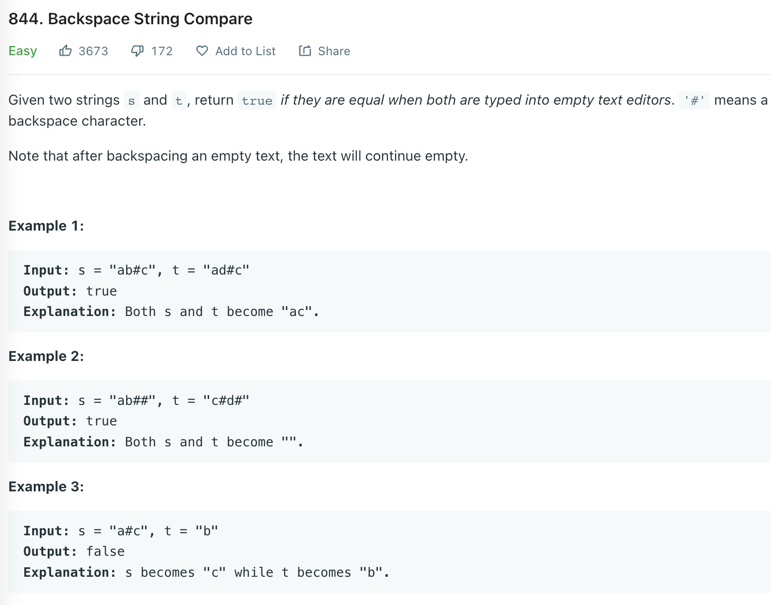 844. Backspace String Compare
Easy 3673 172 Add to List Share
Given two strings s and t, return true if they are equal when both are typed into empty text editors. '#' means a
backspace character.
Note that after backspacing an empty text, the text will continue empty.
Example 1:
Input: s = "ab#c", t = "ad#c"
Output: true
Explanation: Both s and t become "ac".
Example 2:
Input: s = "ab##", t = "c#d#"
Output: true
Explanation: Both s and t become "".
Example 3:
Input: s = "a#c", t = "b"
Output: false
Explanation: s becomes "c" while t becomes "b".